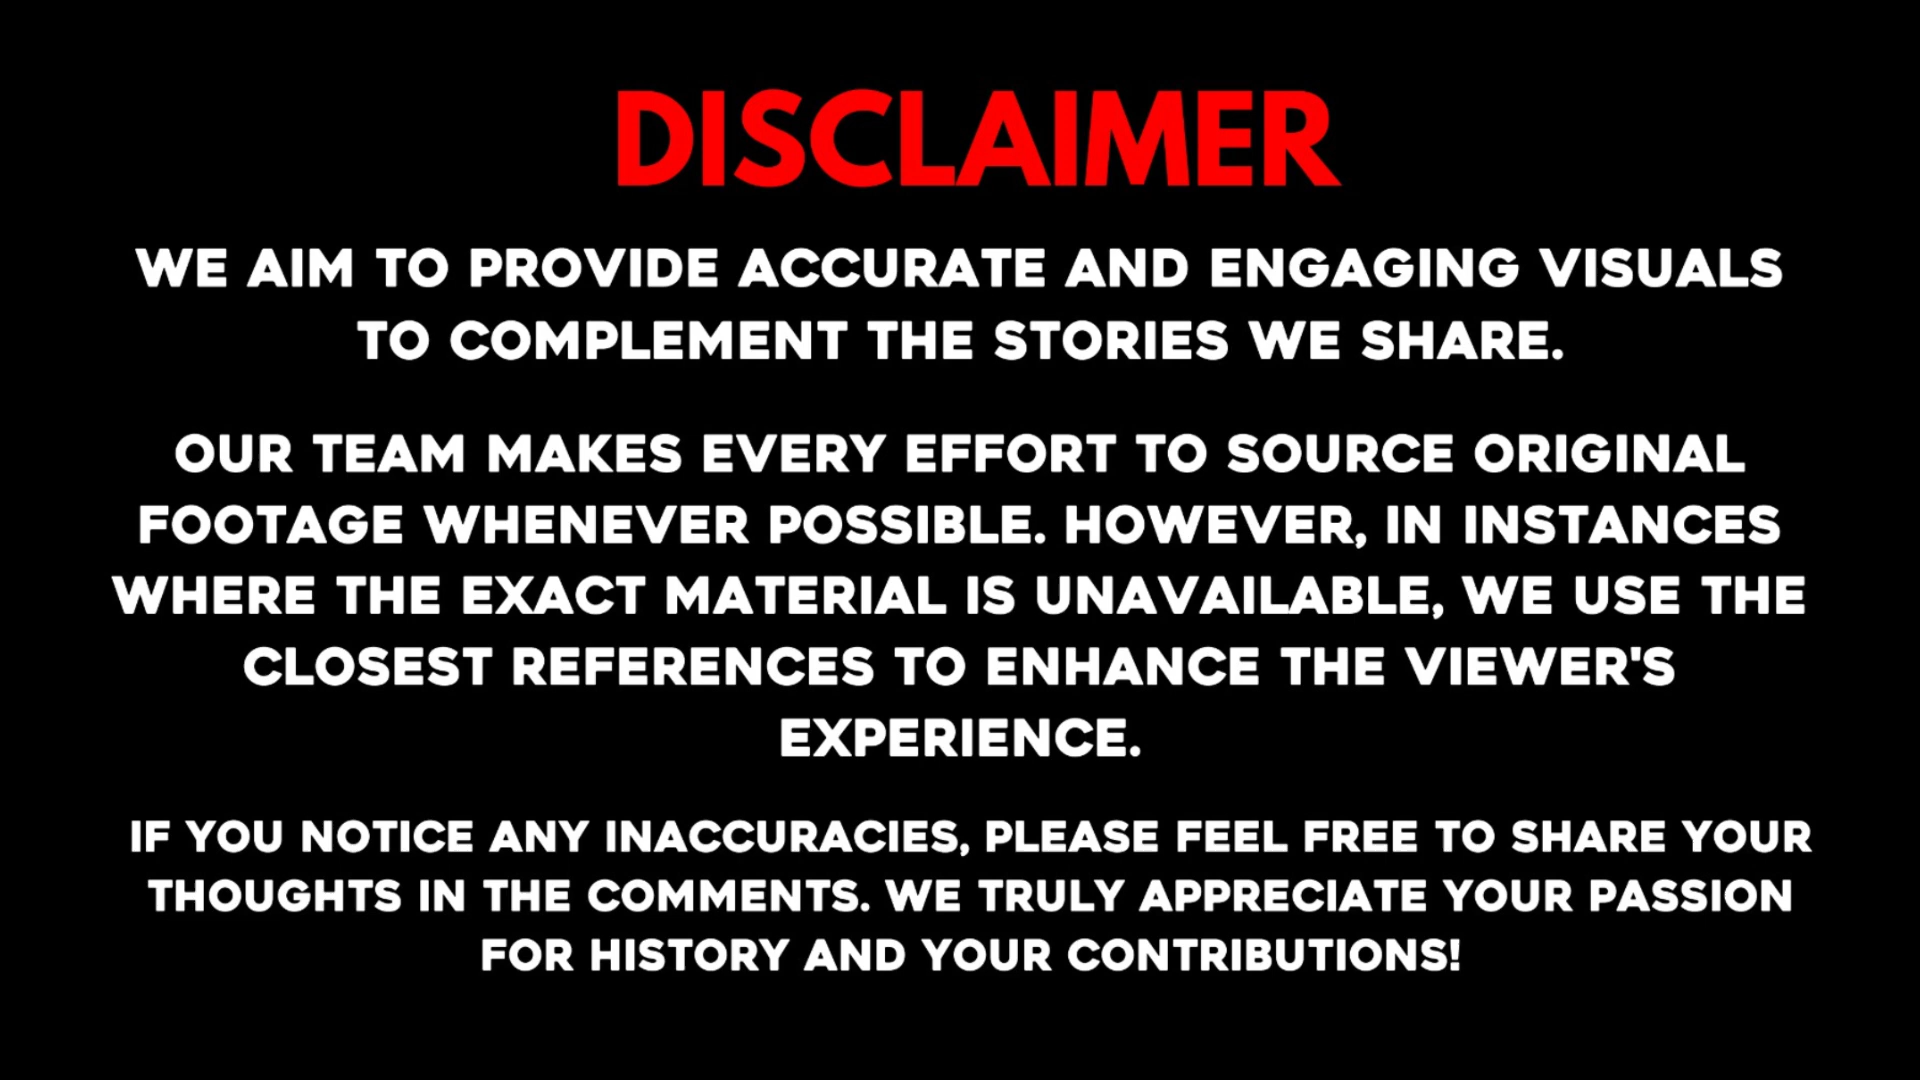 DISCLAIMER
WE AIM TO PROVIDE ACCURATE AND ENGAGING VISUALS
TO COMPLEMENT THE STORIES WE SHARE.
OUR TEAM MAKES EVERY EFFORT TO SOURCE ORIGINAL
FOOTAGE WHENEVER POSSIBLE. HOWEVER, IN INSTANCES
WHERE THE EXACT MATERIAL IS UNAVAILABLE, WE USE THE
CLOSEST REFERENCES TO ENHANCE THE VIEWER'S
EXPERIENCE.
IF YOU NOTICE ANY INACCURACIES, PLEASE FEEL FREE TO SHARE YOUR
THOUGHTS IN THE COMMENTS. WE TRULY APPRECIATE YOUR PASSION
FOR HISTORY AND YOUR CONTRIBUTIONS!